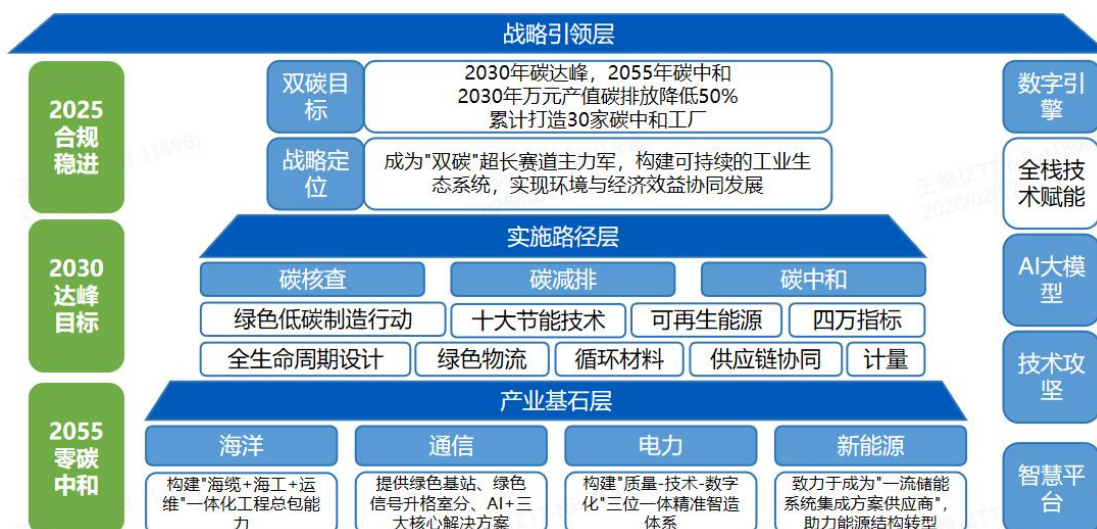 战略引领层
2025
合规
稳进
2030
达峰
目标
2055
零碳
中和
双碳目
标
2030年碳达峰，2055年碳中和
2030年万元产值碳排放降低50%
累计打造30家碳中和工厂
战略定
位
成为"双碳"超长赛道主力军，构建可持续的工业生
态系统，实现环境与经济效益协同发展
实施路径层
碳核查
碳减排
碳中和
绿色低碳制造行动
十大节能技术
可再生能源
四万指标
全生命周期设计
绿色物流
循环材料
供应链协同
计量
产业基石层
海洋
通信
电力
新能源
构建"海缆+海工+运
维"一体化工程总包能
力
提供绿色基站、绿色
信号升格室分、AI+三
大核心解决方案
构建"质量-技术-数字
化"三位一体精准智造
体系
致力于成为"一流储能
系统集成方案供应商"，
助力能源结构转型
数字引
擎
全栈技
术赋能
AI大模
型
技术攻
坚
智慧平
台